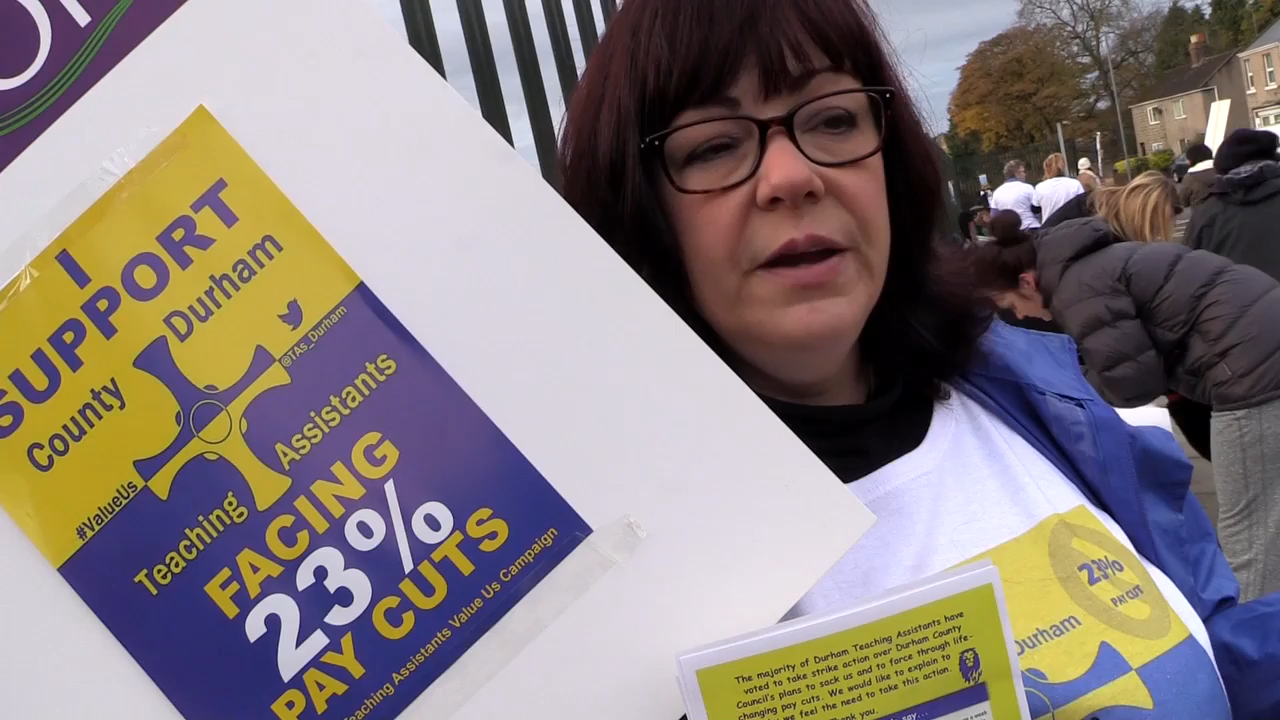 I
SUPPORT
County Durham
@TAs_Durham
#ValueUs
Teaching Assistants
FACING
23%
PAY CUTS
Teaching Assistants Value Us Campaign
The majority of Durham Teaching Assistants have
voted to take strike action over Durham County
Council's plans to sack us and to force through life-
changing pay cuts. We would like to explain to
we feel the need to take this action.
Thank you.
23%
PAY CUT
Durham